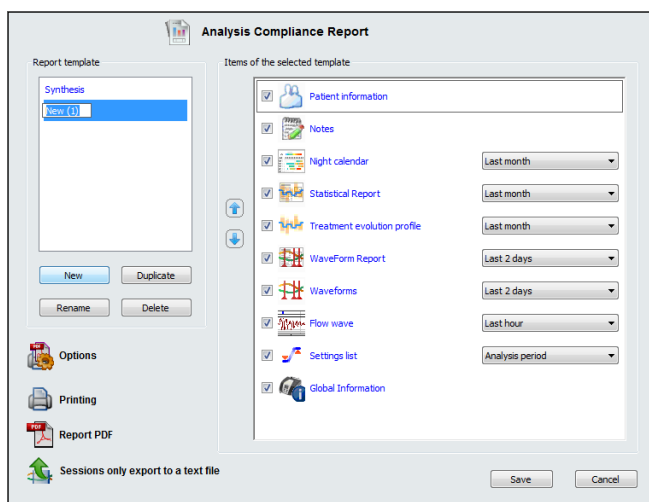 Analysis Compliance Report
Report template
Synthesis
New (1)
New
Duplicate
Rename
Delete
Options
Printing
PDF
Report PDF
Sessions only export to a text file
Items of the selected template
Patient information
Notes
Night calendar
Last month
Statistical Report
Last month
Treatment evolution profile
Last month
WaveForm Report
Last 2 days
Waveforms
Last 2 days
Flow wave
Last hour
Settings list
Analysis period
Global Information
Save
Cancel